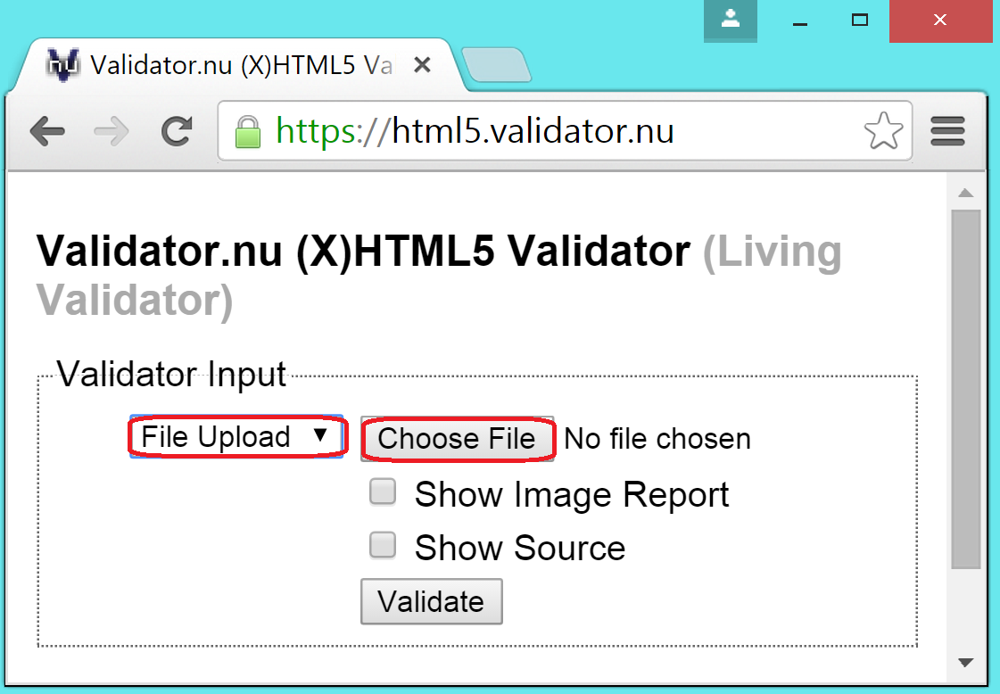 Validator.nu (X)HTML5 Va
https://html5.validator.nu
Validator.nu (X)HTML5 Validator (Living
Validator)
Validator Input
File Upload ▼ Choose File No file chosen
Show Image Report
Show Source
Validate